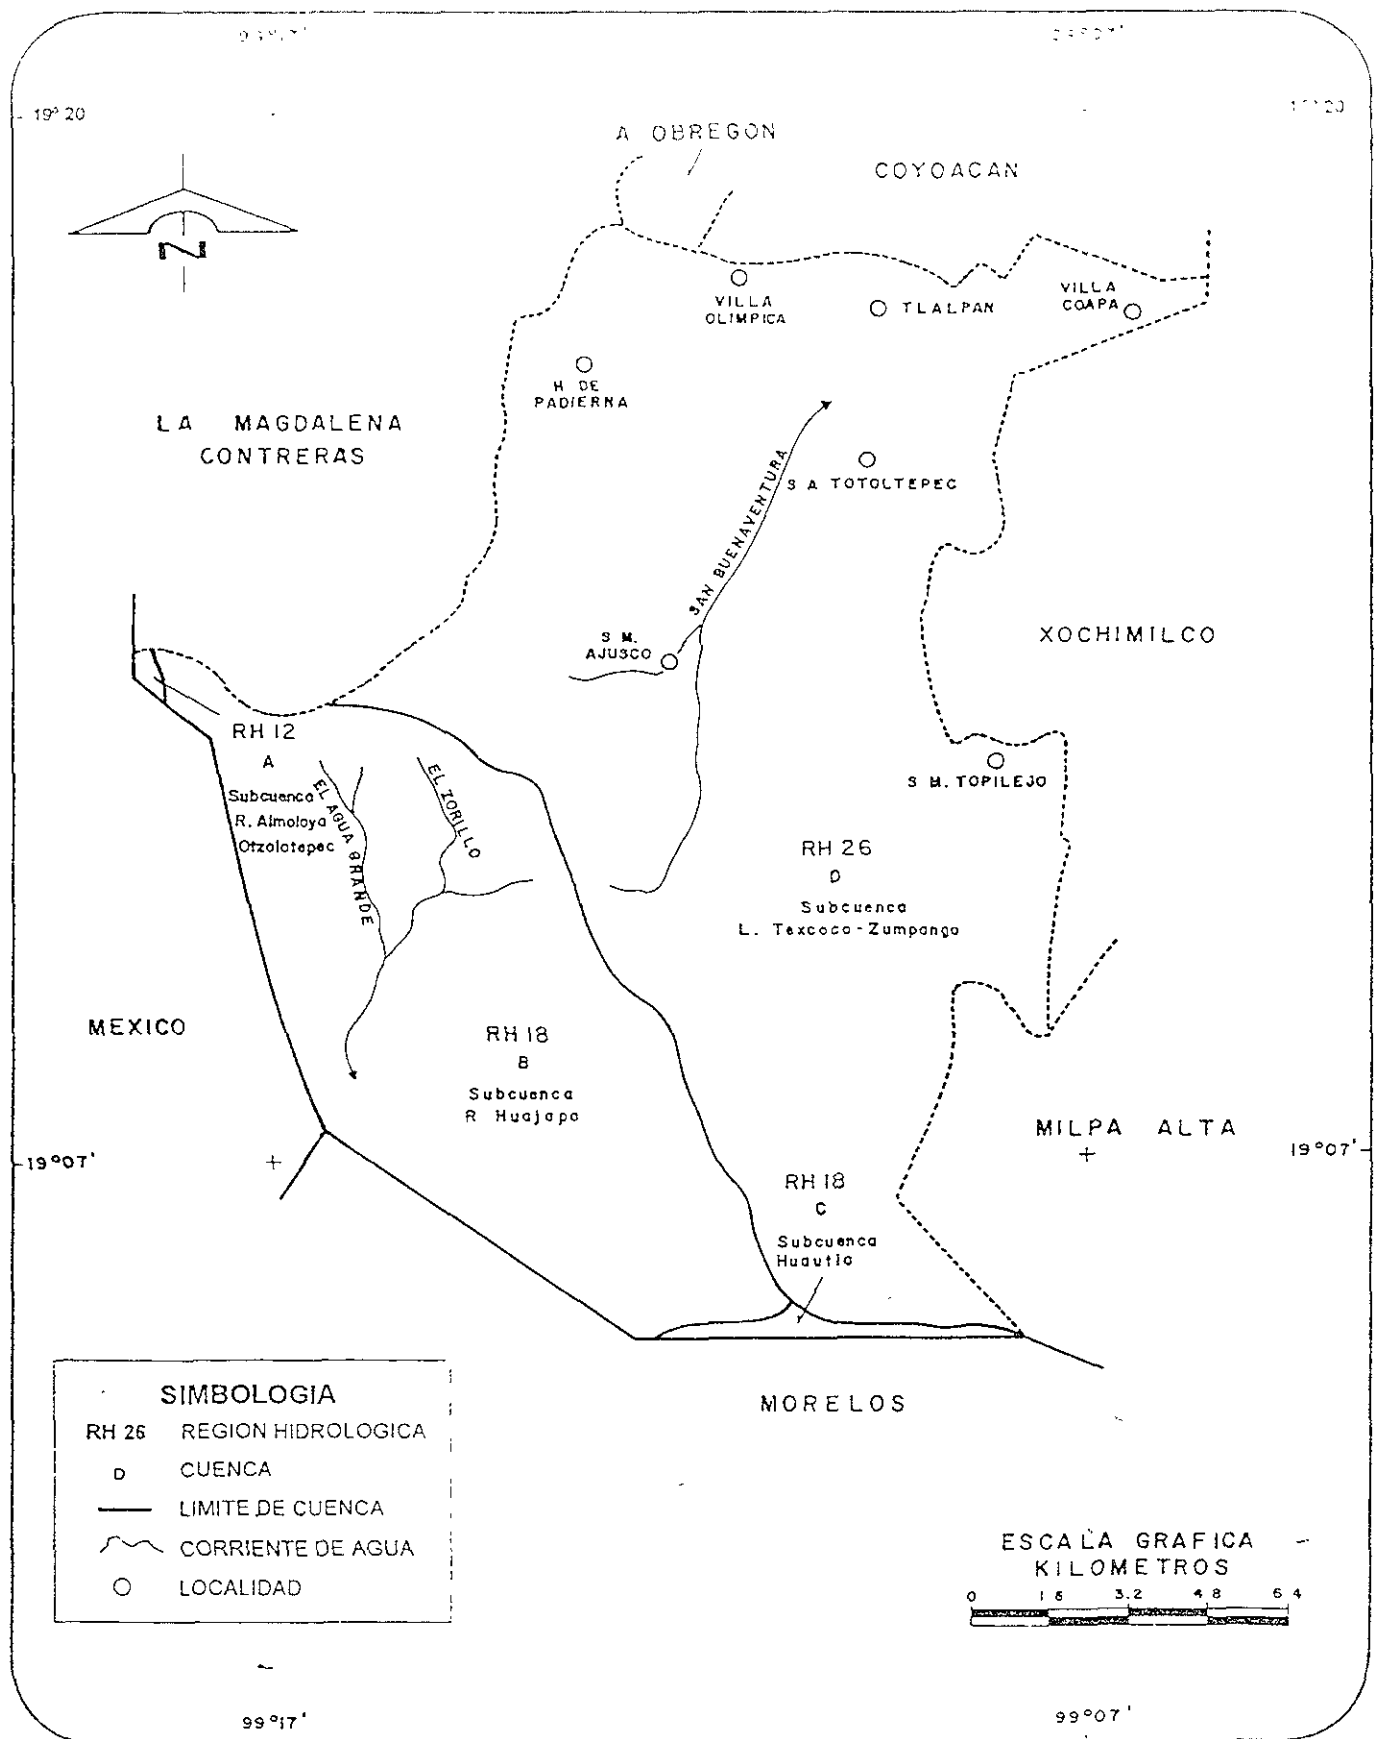 19° 20
A OBREGON
COYOACAN
N
VILLA
OLIMPICA
TLALPAN
VILLA
COAPA
H. DE
PADIERNA
LA MAGDALENA
CONTRERAS
S A TOTOLTEPEC
SAN BUENAVENTURA
S M.
AJUSCO
XOCHIMILCO
RH 12
A
Subcuenca
R. Almoloya
Otzolotepec
EL AGUA GRANDE
EL ZORILLO
S M. TOPILEJO
RH 26
D
Subcuenca
L. Texcoco-Zumpango
MEXICO
RH 18
B
Subcuenca
R Huajapa
MILPA ALTA
19°07'
19°07'
RH 18
C
Subcuenca
Huautla
MORELOS
SIMBOLOGIA
RH 26 REGION HIDROLOGICA
D CUENCA
LIMITE DE CUENCA
CORRIENTE DE AGUA
LOCALIDAD
ESCALA GRAFICA
KILOMETROS
0 1 6 3.2 4 8 6 4
99°17'
99°07'